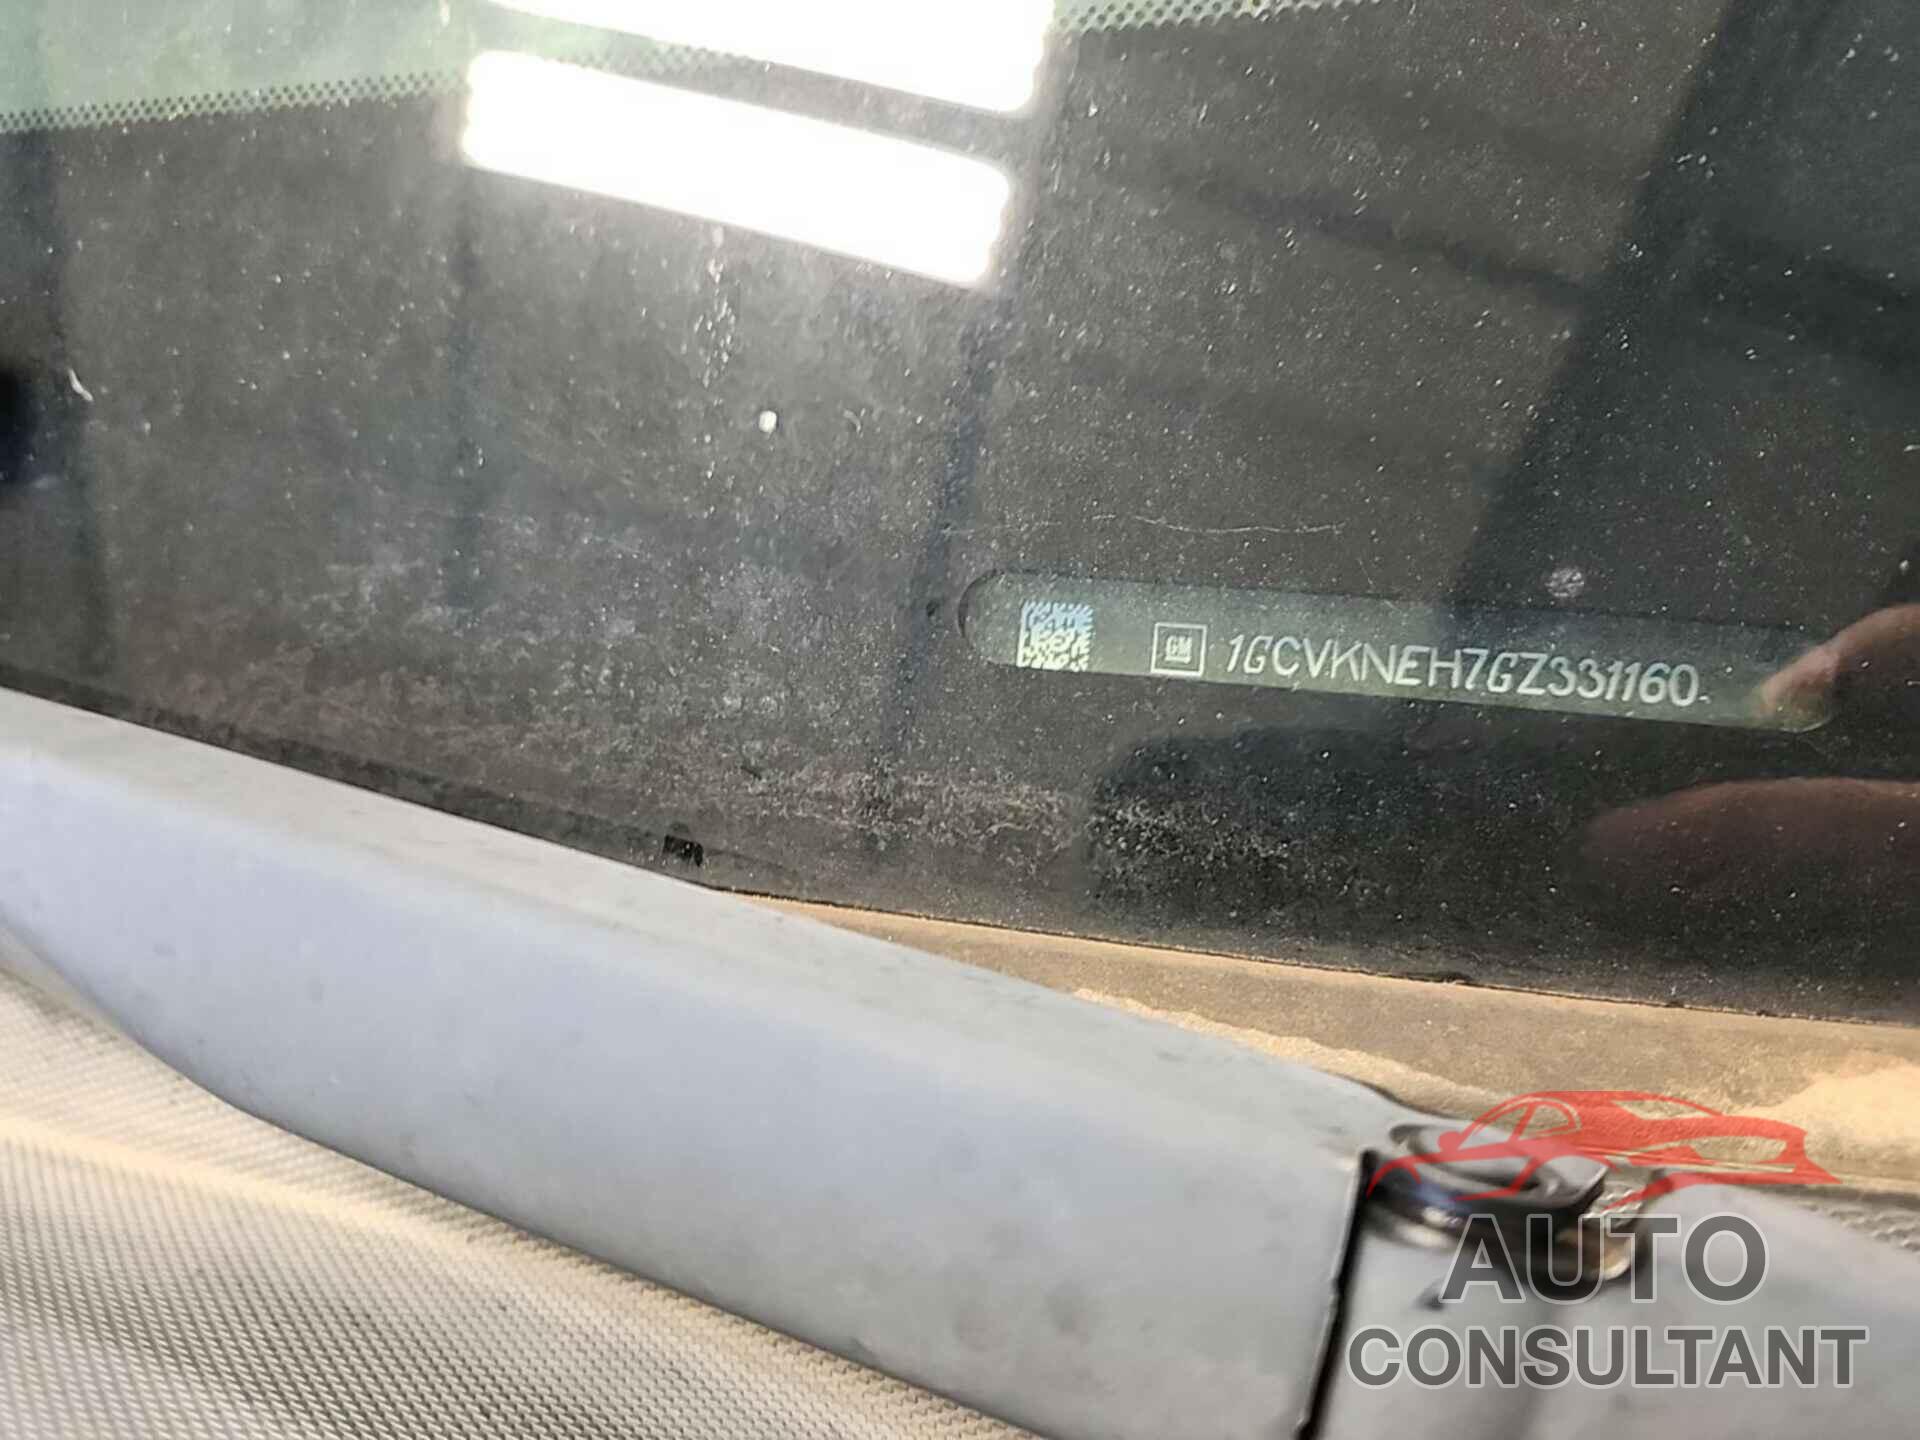 GM 1GCVKNEH7GZ331160
AUTO
CONSULTANT